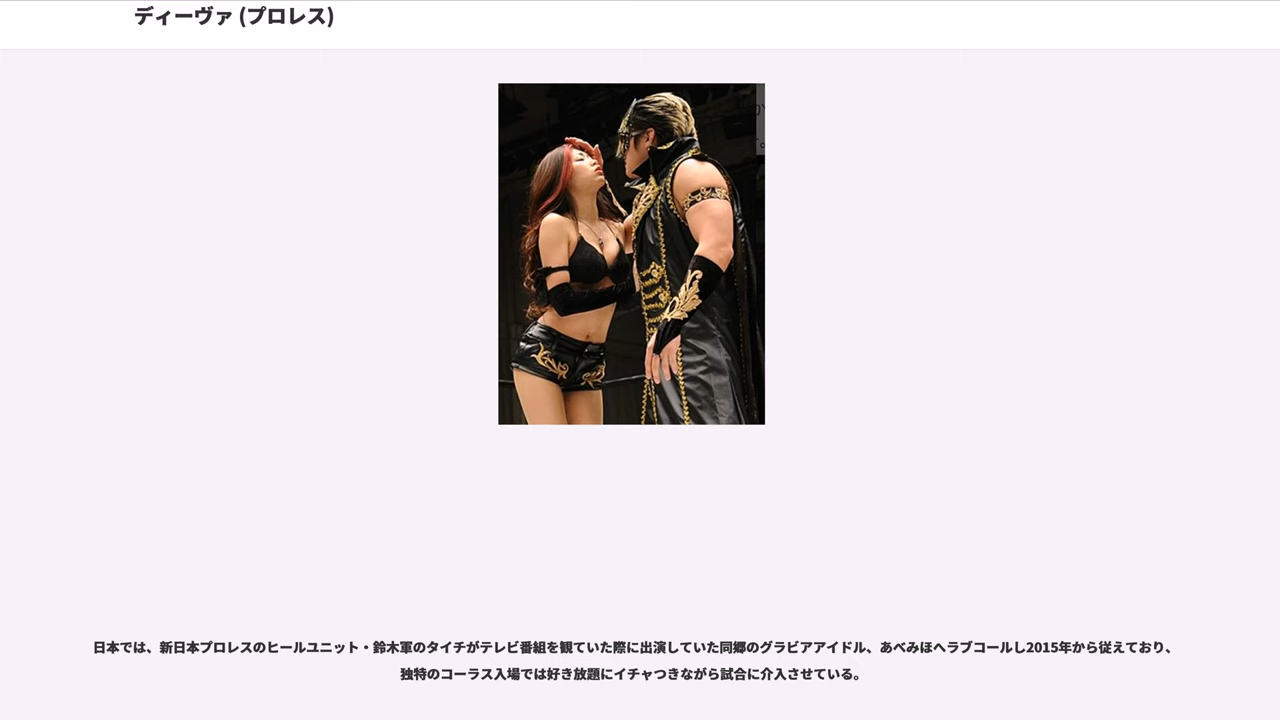 ディーヴァ (プロレス)
日本では、新日本プロレスのヒールユニット・鈴木軍のタイチがテレビ番組を観ていた際に出演していた同郷のグラビアアイドル、あべみほへラブコールし2015年から従えており、
独特のコーラス入場では好き放題にイチャつきながら試合に介入させている。